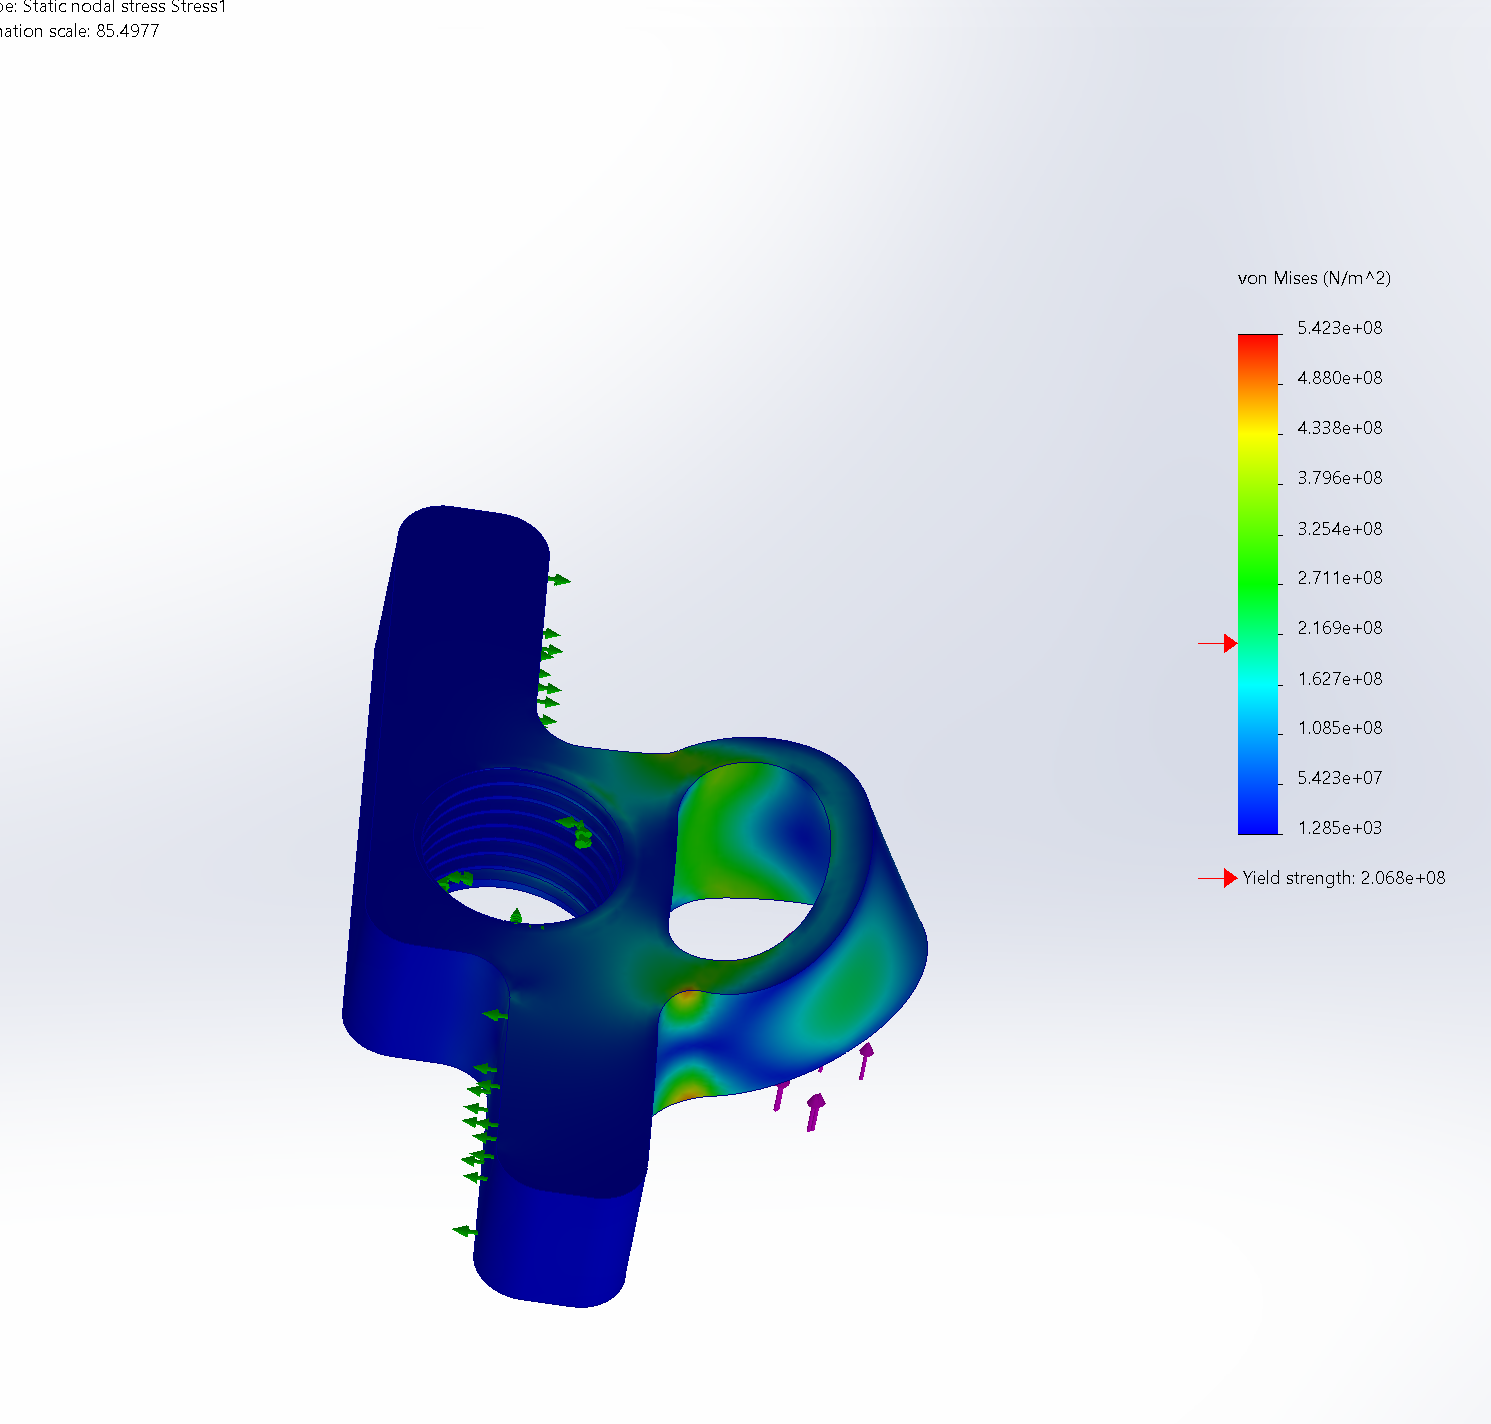 Static nodal stress Stress1
scale: 85.4977
von Mises (N/m^2)
5.423e+08
4.880e+08
4.338e+08
3.796e+08
3.254e+08
2.711e+08
2.169e+08
1.627e+08
1.085e+08
5.423e+07
1.285e+03
Yield strength: 2.068e+08